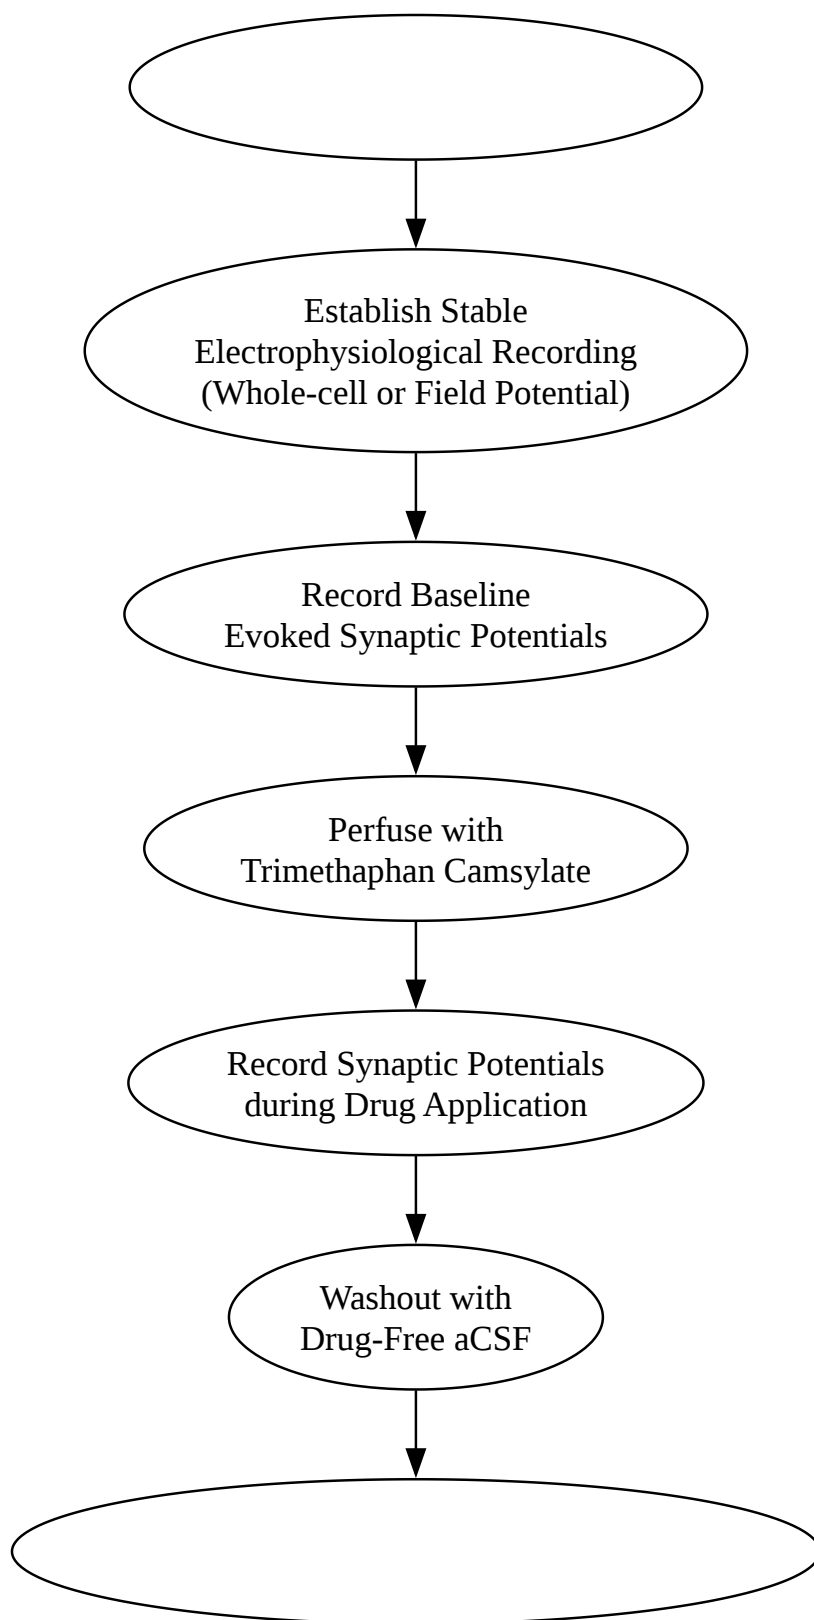 Establish Stable
Electrophysiological Recording
(Whole-cell or Field Potential)
Record Baseline
Evoked Synaptic Potentials
Perfuse with
Trimethaphan Camsylate
Record Synaptic Potentials
during Drug Application
Washout with
Drug-Free aCSF